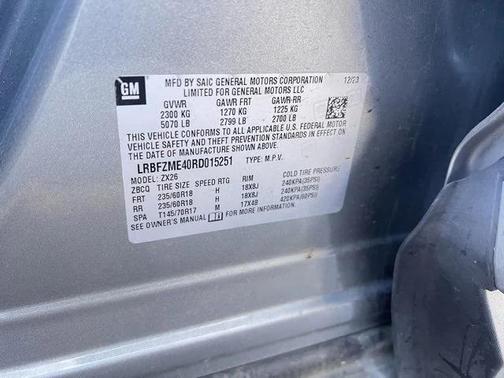 GM
MFD BY SAIC GENERAL MOTORS CORPORATION 12/23
LIMITED FOR GENERAL MOTORS LLC
GVWR GAWR FRT GAWR-RR
2300 KG 1270 KG 1225 KG
5070 LB 2799 LB 2700 LB
THIS VEHICLE CONFORMS TO ALL APPLICABLE U.S. FEDERAL MOTOR
VEHICLE SAFETY AND THEFT PREVENTION STANDARDS IN EFFECT ON THE DATE OF
MANUFACTURE SHOWN ABOVE.
LRBFZME40RD015251 TYPE: M.P.V.
MODEL: ZX26
ZBCQ TIRE SIZE SPEED RTG RIM COLD TIRE PRESSURE
FRT 235/60R18 H 18X8J 240KPA(35PSI)
RR 235/60R18 H 18X8J 240KPA(35PSI)
SPA T145/70R17 M 17X4B 420KPA(60PSI)
SEE OWNER'S MANUAL FOR MORE INFORMATION.